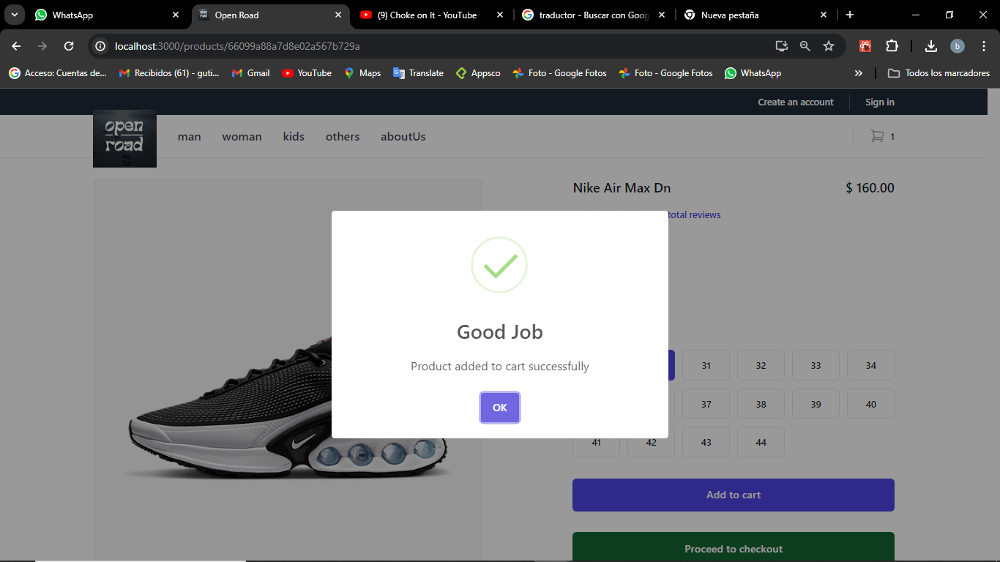 WhatsApp
Open Road
(9) Choke on It - YouTube
traductor - Buscar con Goog
Nueva pestaña
localhost:3000/products/66099a88a7d8e02a567b729a
b
Acceso: Cuentas de...
Recibidos (61) - guti...
Gmail
YouTube
Maps
Translate
Appsco
Foto - Google Fotos
Foto - Google Fotos
WhatsApp
Todos los marcadores
Create an account
Sign in
open
road
man
woman
kids
others
aboutUs
1
Nike Air Max Dn
$ 160.00
total reviews
Good Job
Product added to cart successfully
OK
31
32
33
34
37
38
39
40
41
42
43
44
Add to cart
Proceed to checkout